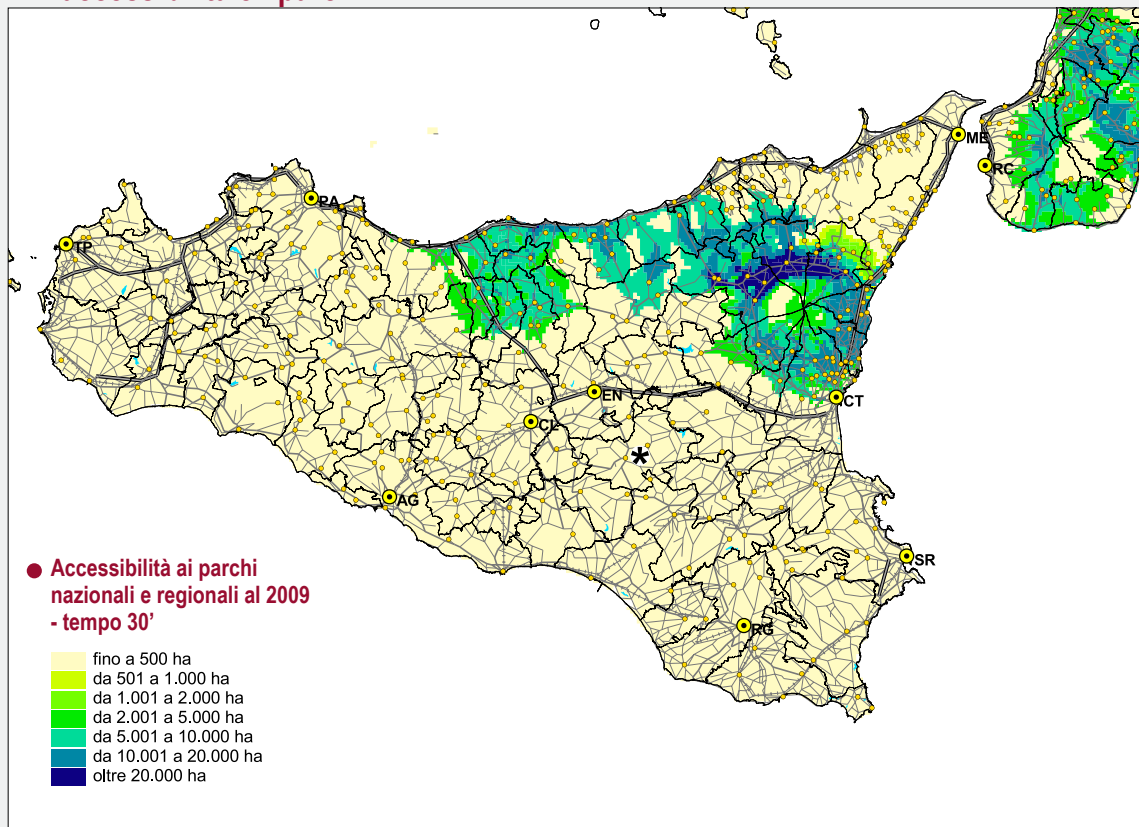 ME
RC
PA
TP
EN
CT
CL
*
AG
SR
RG
● Accessibilità ai parchi
nazionali e regionali al 2009
- tempo 30’
fino a 500 ha
da 501 a 1.000 ha
da 1.001 a 2.000 ha
da 2.001 a 5.000 ha
da 5.001 a 10.000 ha
da 10.001 a 20.000 ha
oltre 20.000 ha